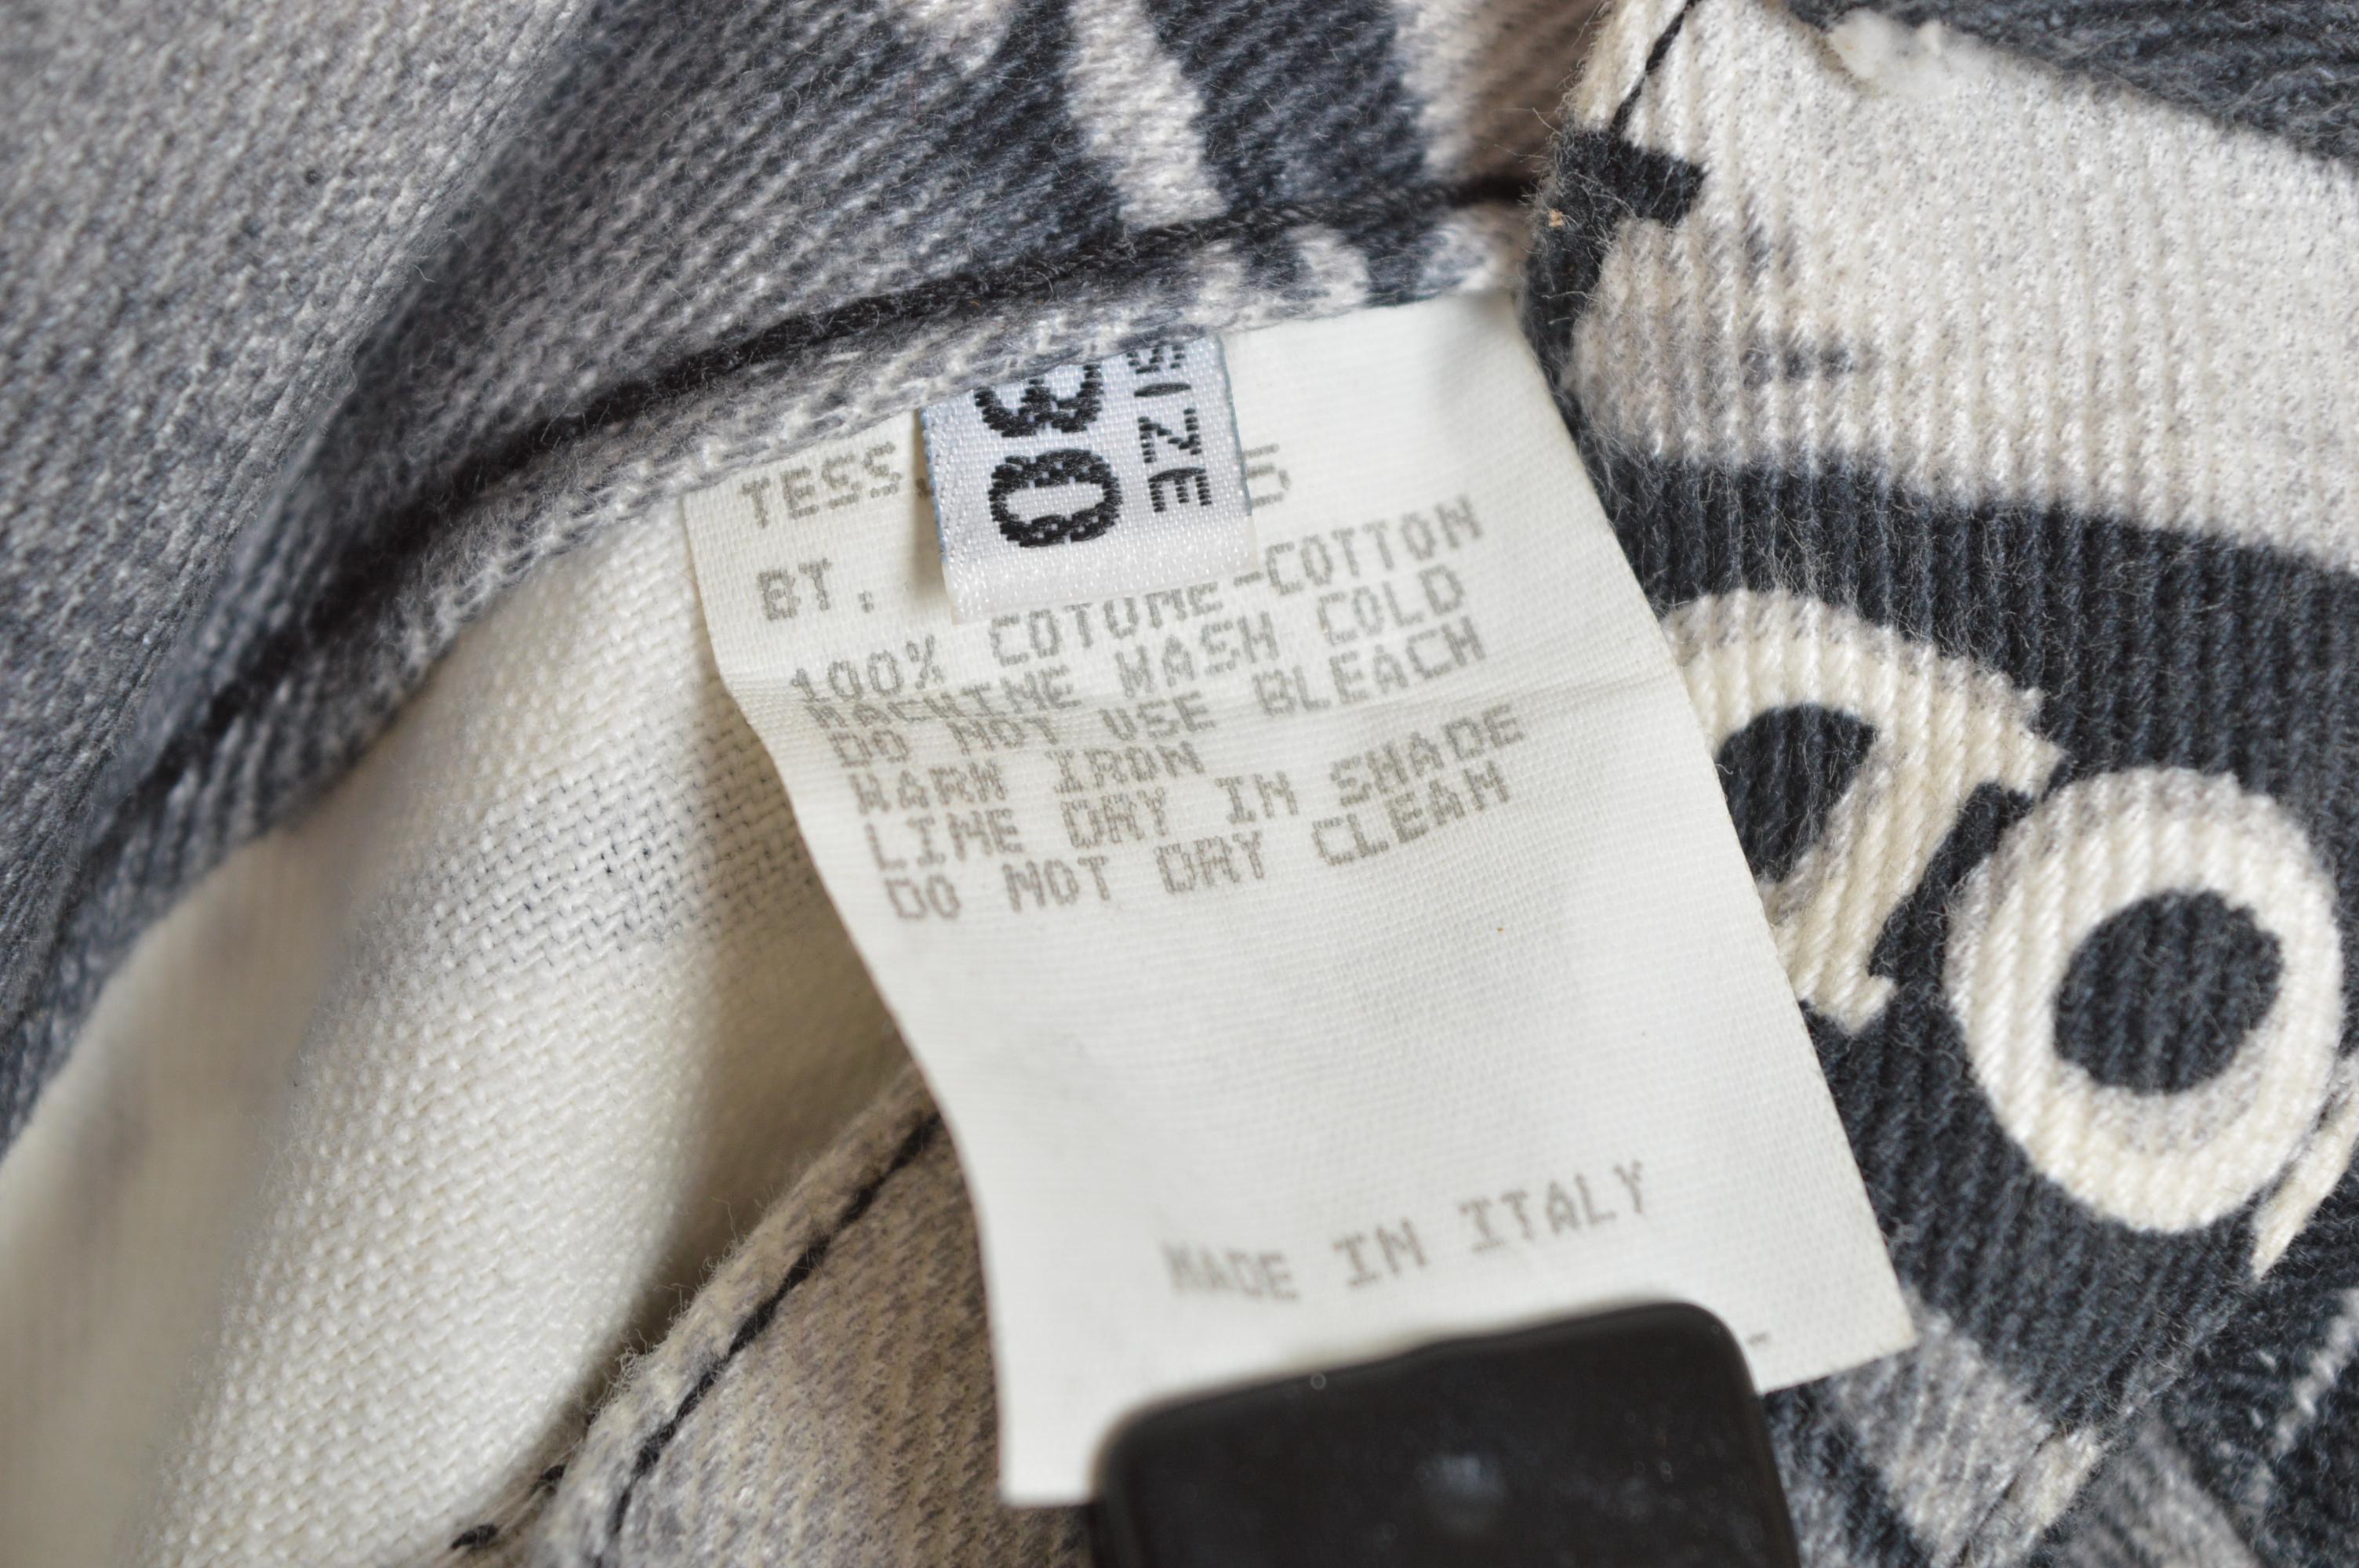 SIZE
30
BT.
100% COTONE-COTTON
MACHINE WASH COLD
DO NOT USE BLEACH
WARM IRON
LINE DRY IN SHADE
DO NOT DRY CLEAN
MADE IN ITALY